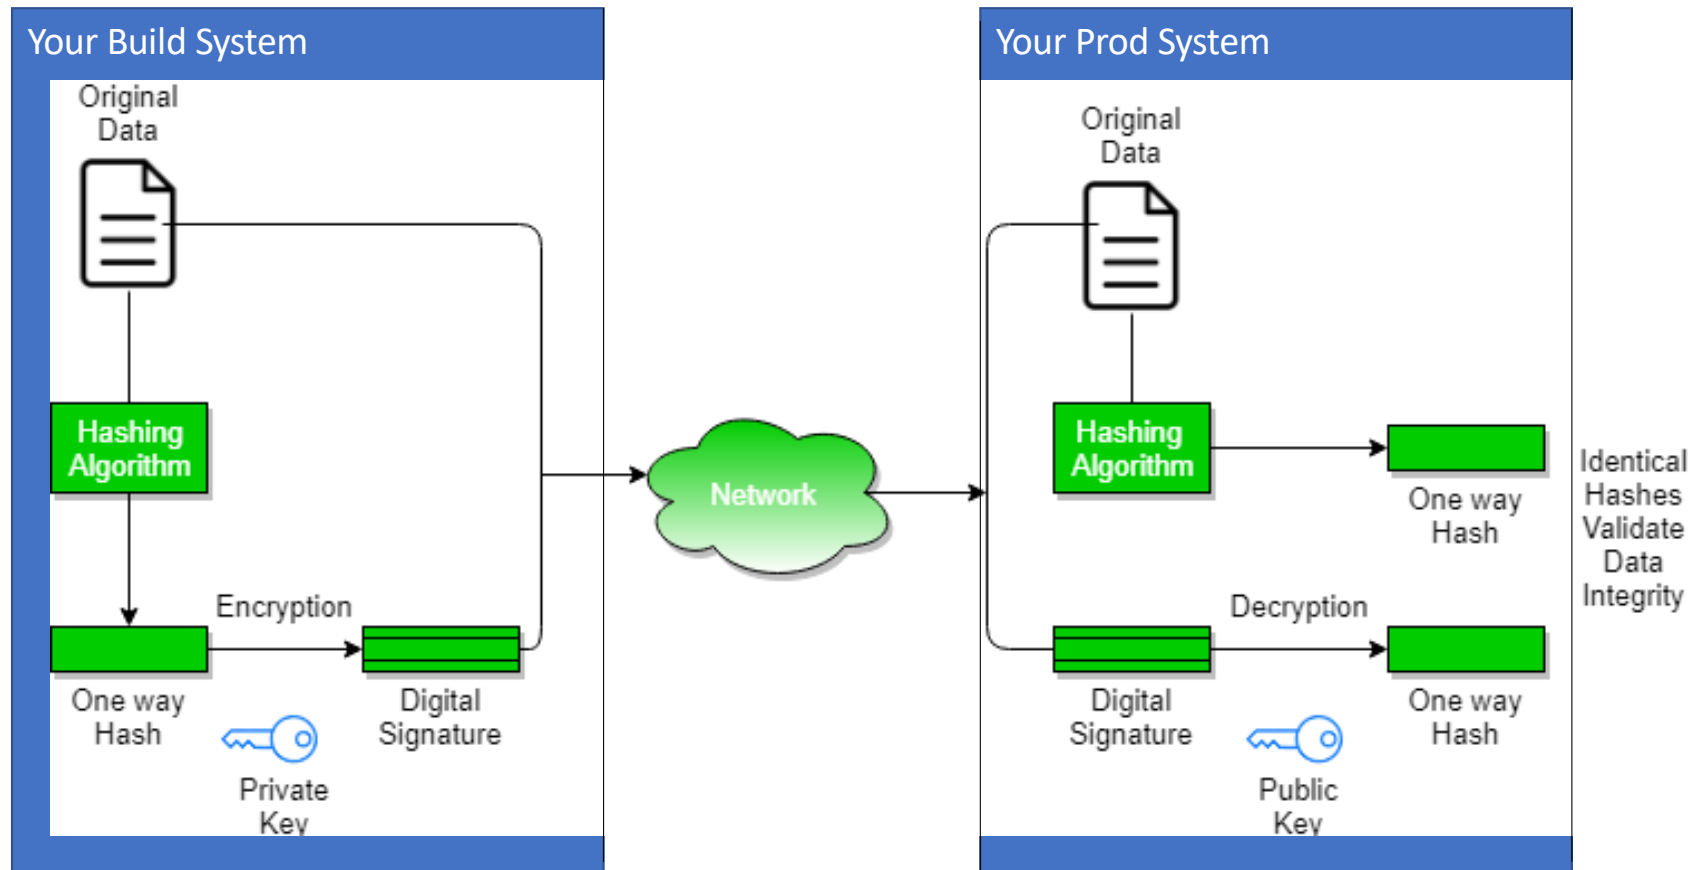 Your Build System
Original
Data
Hashing
Algorithm
Encryption
One way
Hash
Digital
Signature
Private
Key
Network
Your Prod System
Original
Data
Hashing
Algorithm
One way
Hash
Decryption
Digital
Signature
One way
Hash
Public
Key
Identical
Hashes
Validate
Data
Integrity